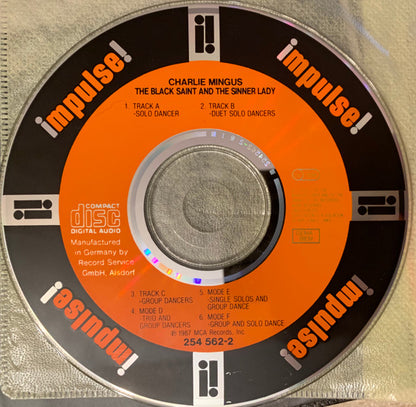 impulse!
impulse!
CHARLIE MINGUS
THE BLACK SAINT AND THE SINNER LADY
1. TRACK A
-SOLO DANCER
2. TRACK B
-DUET SOLO DANCERS
COMPACT
disc
DIGITAL AUDIO
Manufactured
in Germany by
Record Service
GmbH, Alsdorf
3. TRACK C
-GROUP DANCERS
4. MODE D
TRIO AND
GROUP DANCERS
5. MODE E
-SINGLE SOLOS AND
GROUP DANCE
6. MODE F
-GROUP AND SOLO DANCE
℗ 1987 MCA Records, Inc
254 562-2
impulse!
impulse!